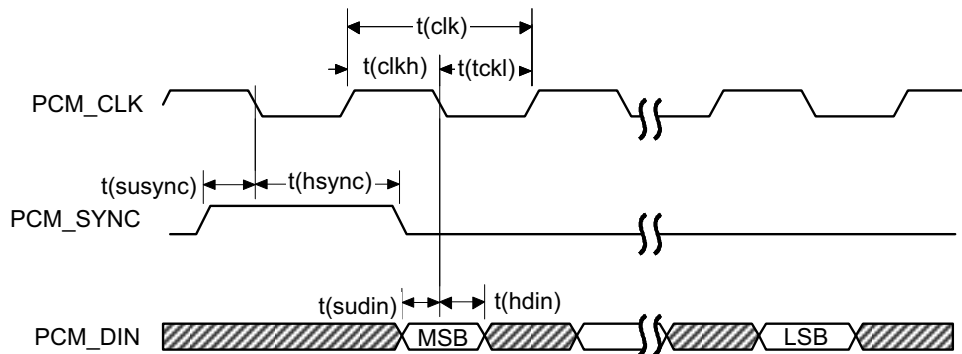 t(clk)
t(clkh)
t(tckl)
PCM_CLK
t(susync)
t(hsync)
PCM_SYNC
t(sudin)
t(hdin)
PCM_DIN
MSB
LSB